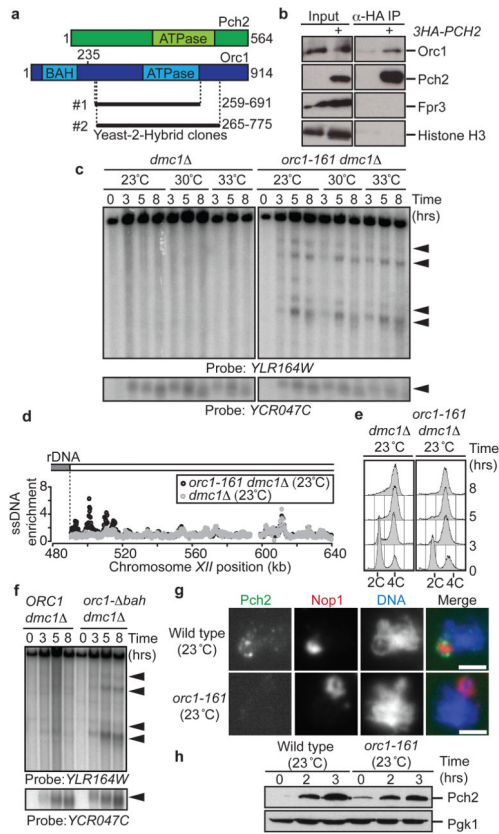 a
Pch2
1 ATPase 564
235 Orc1
1 BAH ATPase 914
#1 259-691
#2 265-775
Yeast-2-Hybrid clones
b
Input α-HA IP
+ + 3HA-PCH2
Orc1
Pch2
Fpr3
Histone H3
c
dmc1Δ orc1-161 dmc1Δ
23˚C 30˚C 33˚C 23˚C 30˚C 33˚C
0 3 5 8 3 5 8 3 5 8 0 3 5 8 3 5 8 3 5 8 Time
(hrs)
Probe: YLR164W
Probe: YCR047C
d
rDNA
orc1-161 dmc1Δ (23˚C)
dmc1Δ (23˚C)
ssDNA
enrichment
8
4
0
480 520 540 560 580 600 620 640
Chromosome XII position (kb)
e
dmc1Δ orc1-161
dmc1Δ
23˚C 23˚C Time
(hrs)
8
5
3
0
2C 4C 2C 4C
f
ORC1 orc1-Δbah
dmc1Δ dmc1Δ
0 3 5 8 0 3 5 8 Time
(hrs)
Probe: YLR164W
Probe: YCR047C
g
Pch2 Nop1 DNA Merge
Wild type
(23˚C)
orc1-161
(23˚C)
h
Wild type orc1-161 Time
(23˚C) (23˚C) (hrs)
0 2 3 0 2 3
Pch2
Pgk1